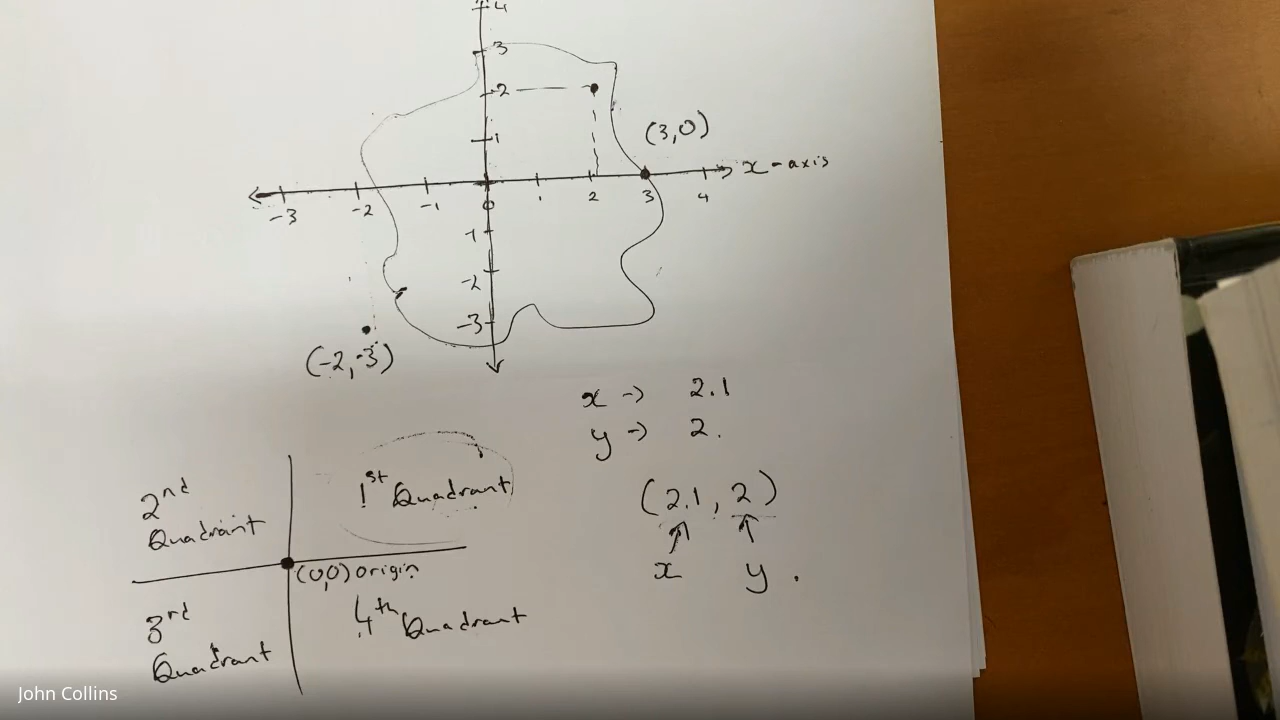 4
3
2
(3,0)
1
x-axis
-3 -2 -1 0 1 2 3 4
-1
-2
-3
(-2,-3)
x → 2.1
y → 2.
(2.1, 2)
x y.
2nd
Quadrant
1st Quadrant
(0,0) origin
3rd
Quadrant
4th Quadrant
John Collins